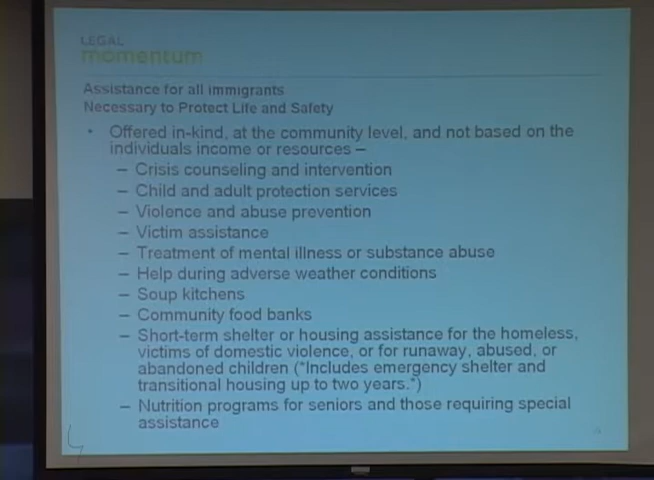 LEGAL
momentum
Assistance for all immigrants
Necessary to Protect Life and Safety
• Offered in-kind, at the community level, and not based on the
individuals income or resources –
– Crisis counseling and intervention
– Child and adult protection services
– Violence and abuse prevention
– Victim assistance
– Treatment of mental illness or substance abuse
– Help during adverse weather conditions
– Soup kitchens
– Community food banks
– Short-term shelter or housing assistance for the homeless,
victims of domestic violence, or for runaway, abused, or
abandoned children (*Includes emergency shelter and
transitional housing up to two years.*)
– Nutrition programs for seniors and those requiring special
assistance